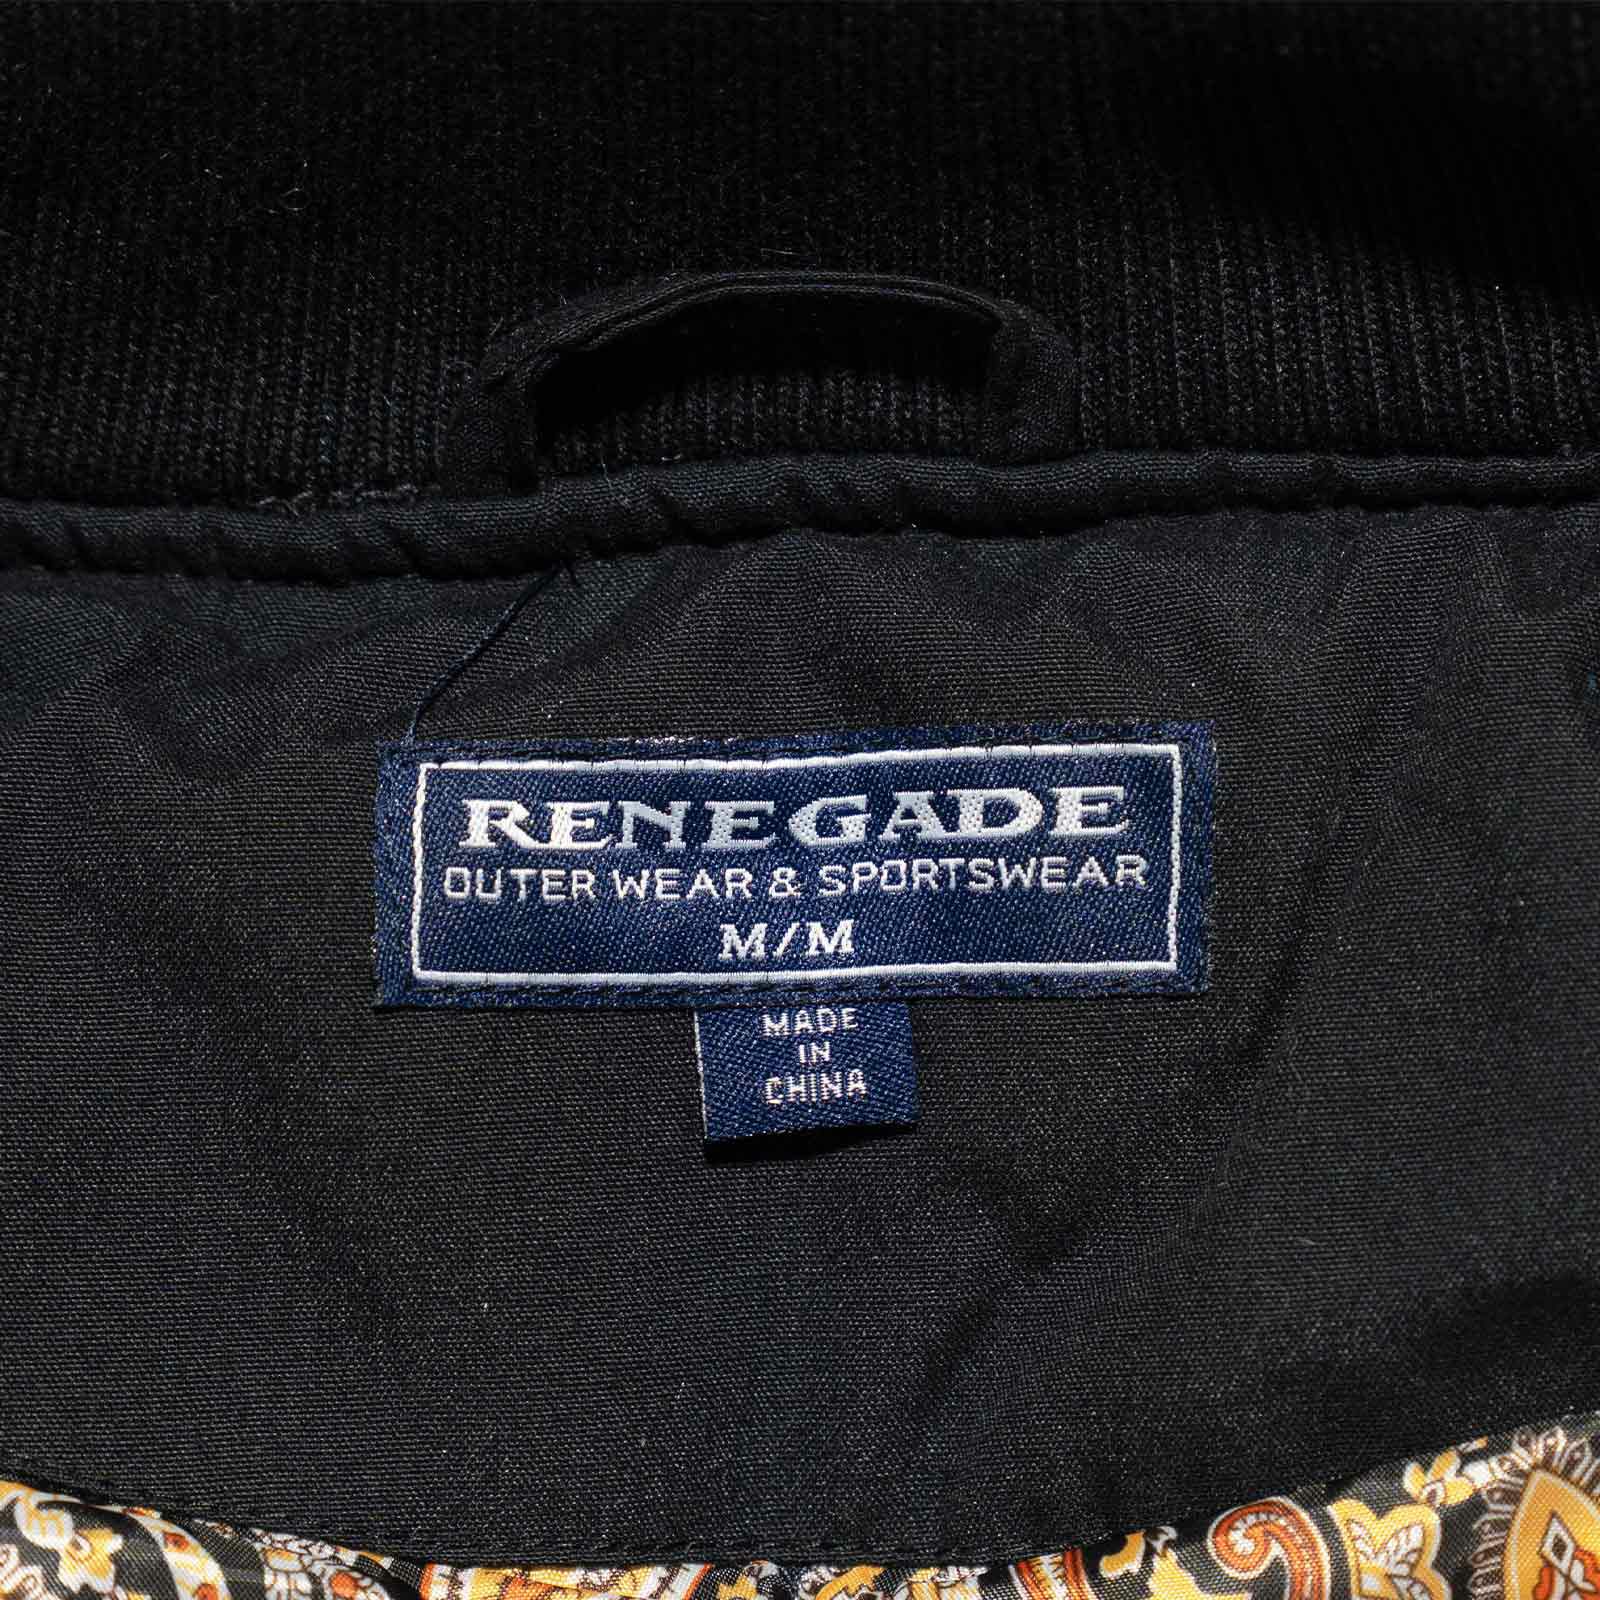 RENEGADE
OUTER WEAR & SPORTSWEAR
M/M
MADE
IN
CHINA